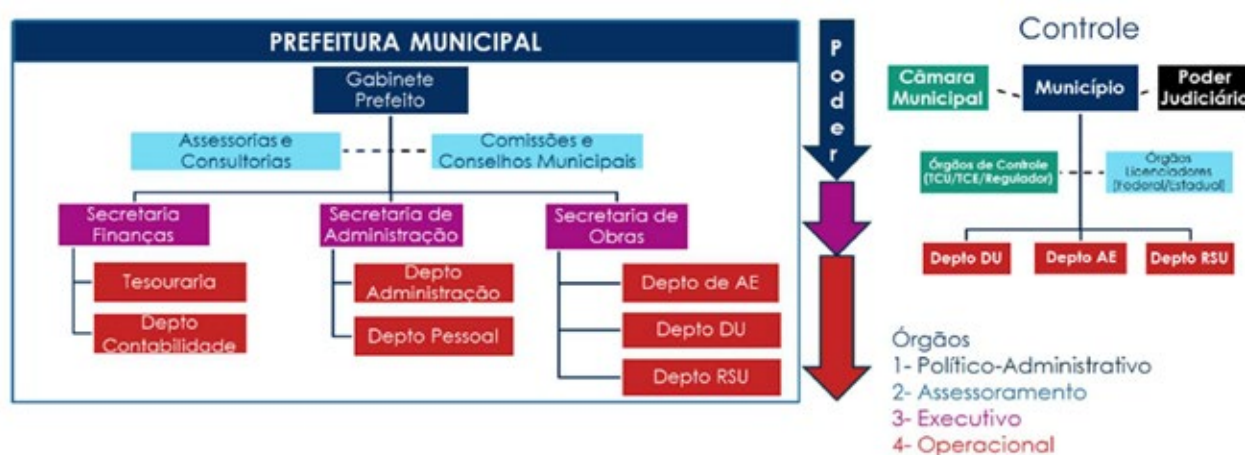 PREFEITURA MUNICIPAL
Gabinete
Prefeito
Assessorias e
Consultorias
Comissões e
Conselhos Municipais
Secretaria
Finanças
Secretaria de
Administração
Secretaria de
Obras
Tesouraria
Depto
Contabilidade
Depto
Administração
Depto Pessoal
Depto de AE
Depto DU
Depto RSU
Poder
Controle
Câmara
Municipal
Município
Poder
Judiciário
Órgãos de Controle
(TCU/TCE/Regulador)
Órgãos
Licenciadores
[Federal/Estadual]
Depto DU
Depto AE
Depto RSU
Órgãos
1- Político-Administrativo
2- Assessoramento
3- Executivo
4- Operacional